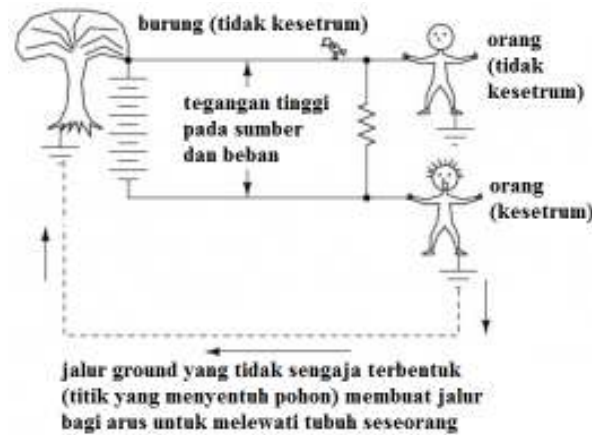 burung (tidak kesetrum)
orang
(tidak
kesetrum)
tegangan tinggi
pada sumber
dan beban
orang
(kesetrum)
jalur ground yang tidak sengaja terbentuk
(titik yang menyentuh pohon) membuat jalur
bagi arus untuk melewati tubuh seseorang